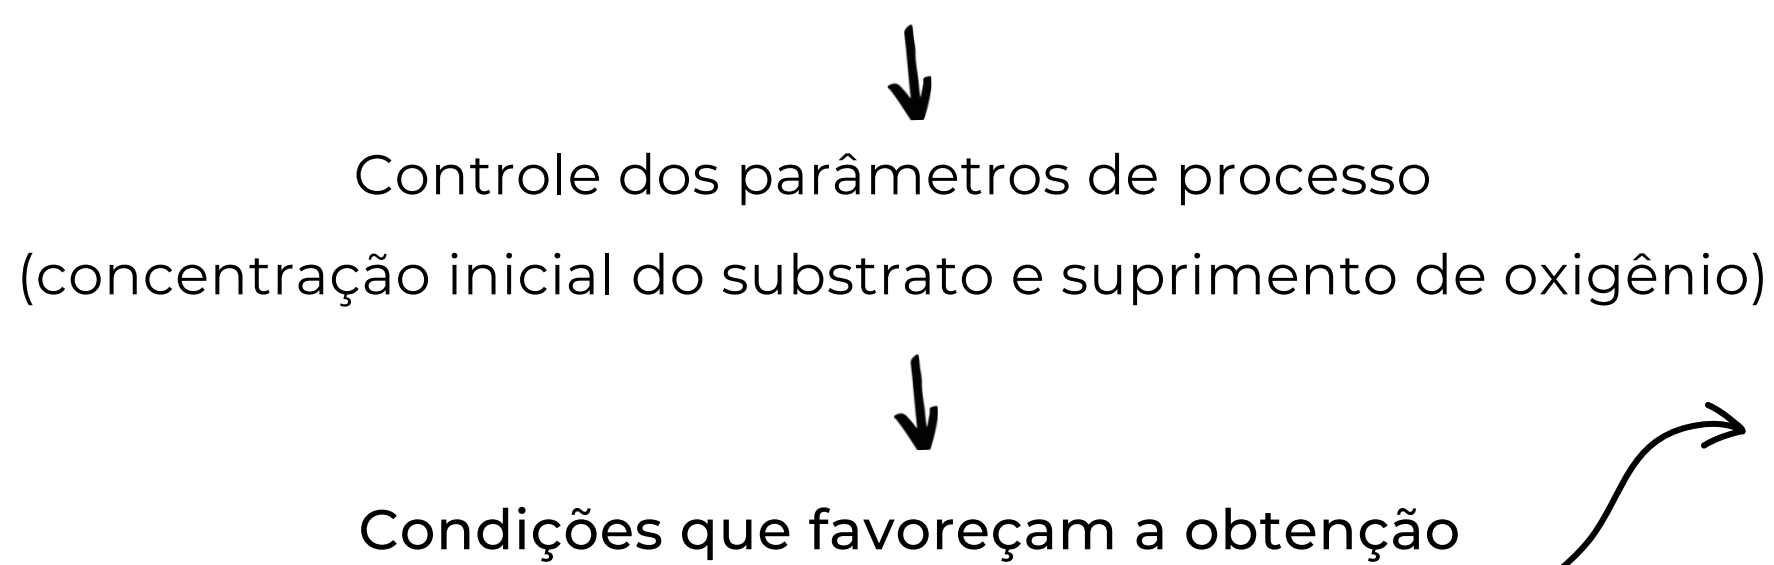 Controle dos parâmetros de processo
(concentração inicial do substrato e suprimento de oxigênio)
Condições que favoreçam a obtenção